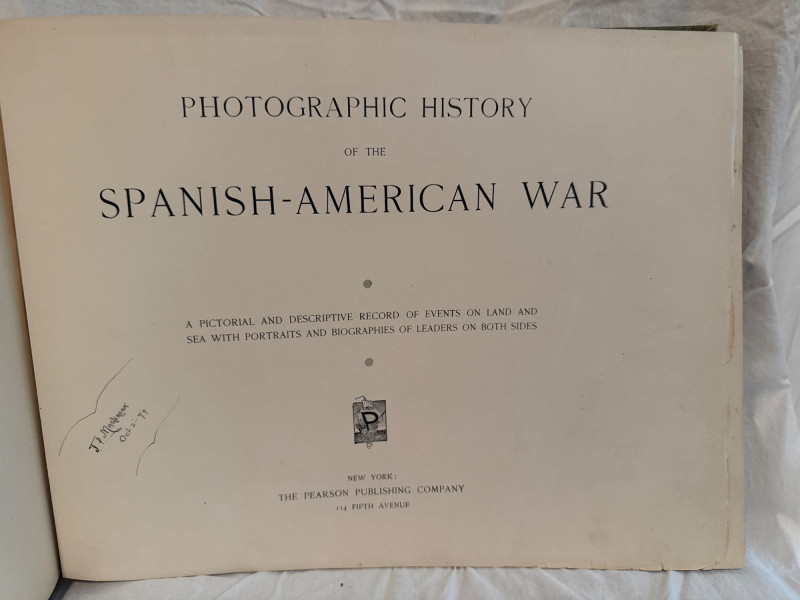 PHOTOGRAPHIC HISTORY
OF THE
SPANISH-AMERICAN WAR
A PICTORIAL AND DESCRIPTIVE RECORD OF EVENTS ON LAND AND
SEA WITH PORTRAITS AND BIOGRAPHIES OF LEADERS ON BOTH SIDES
P
NEW YORK:
THE PEARSON PUBLISHING COMPANY
114 FIFTH AVENUE